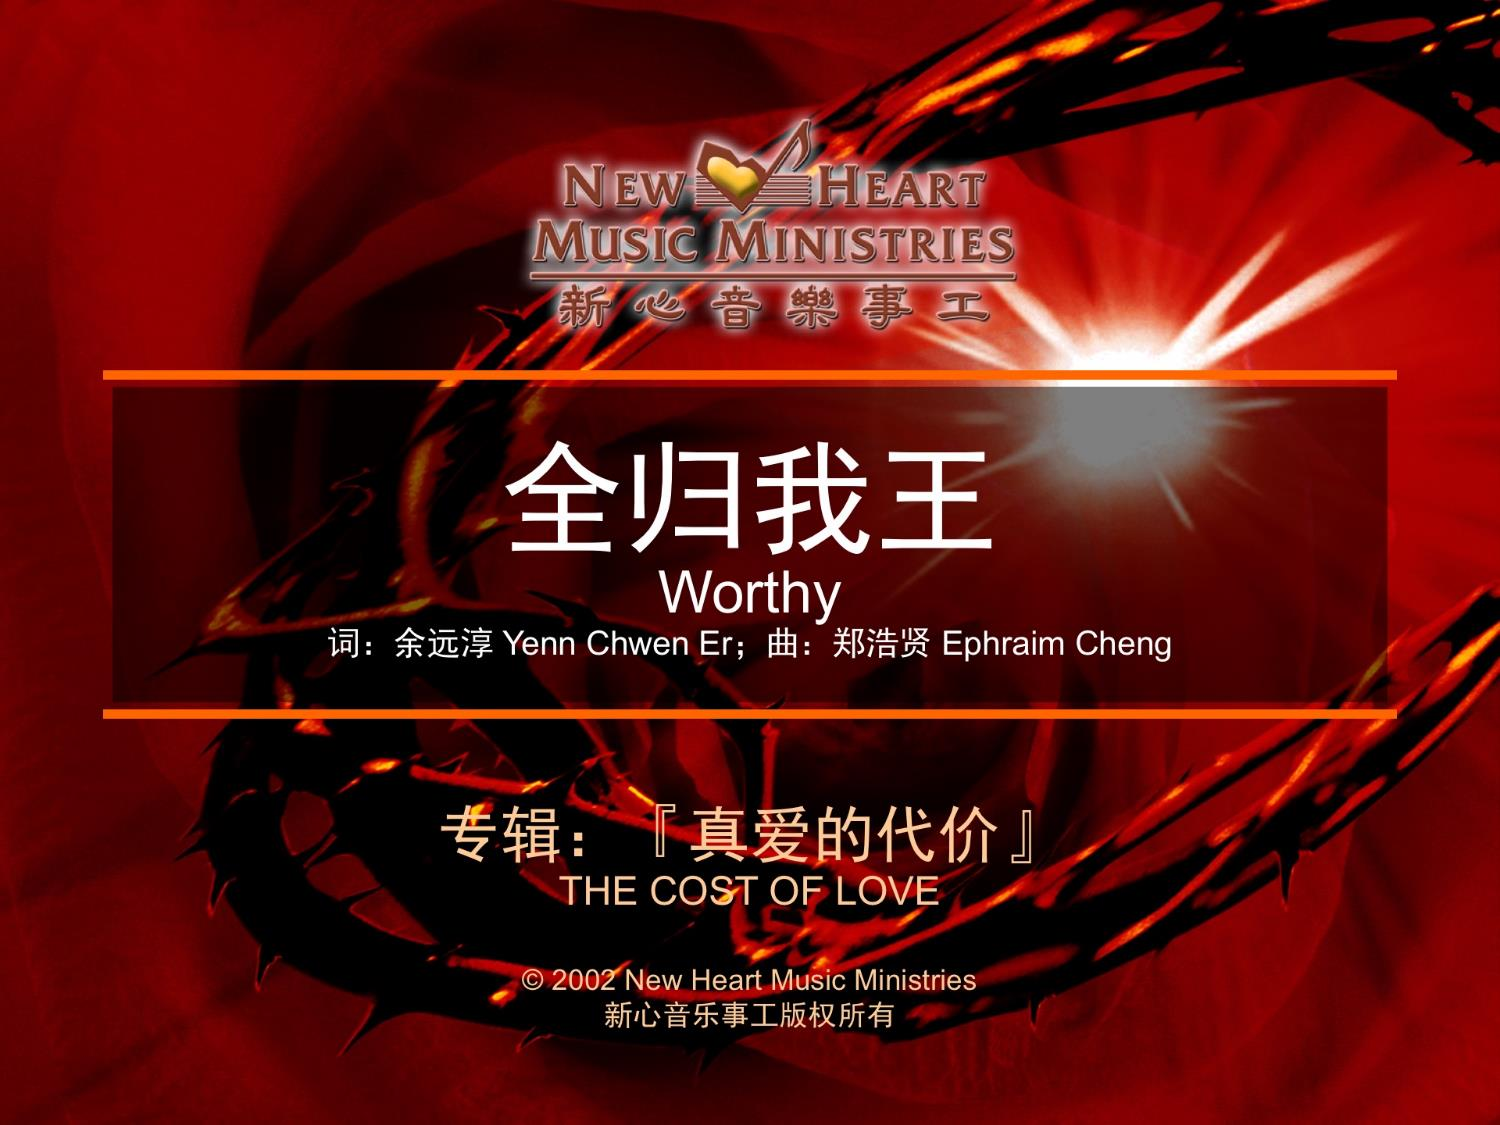 NEW HEART
MUSIC MINISTRIES
新心音樂事工
全归我王
Worthy
词：余远淳 Yenn Chwen Er；曲：郑浩贤 Ephraim Cheng
专辑：『真爱的代价』
THE COST OF LOVE
© 2002 New Heart Music Ministries
新心音乐事工版权所有